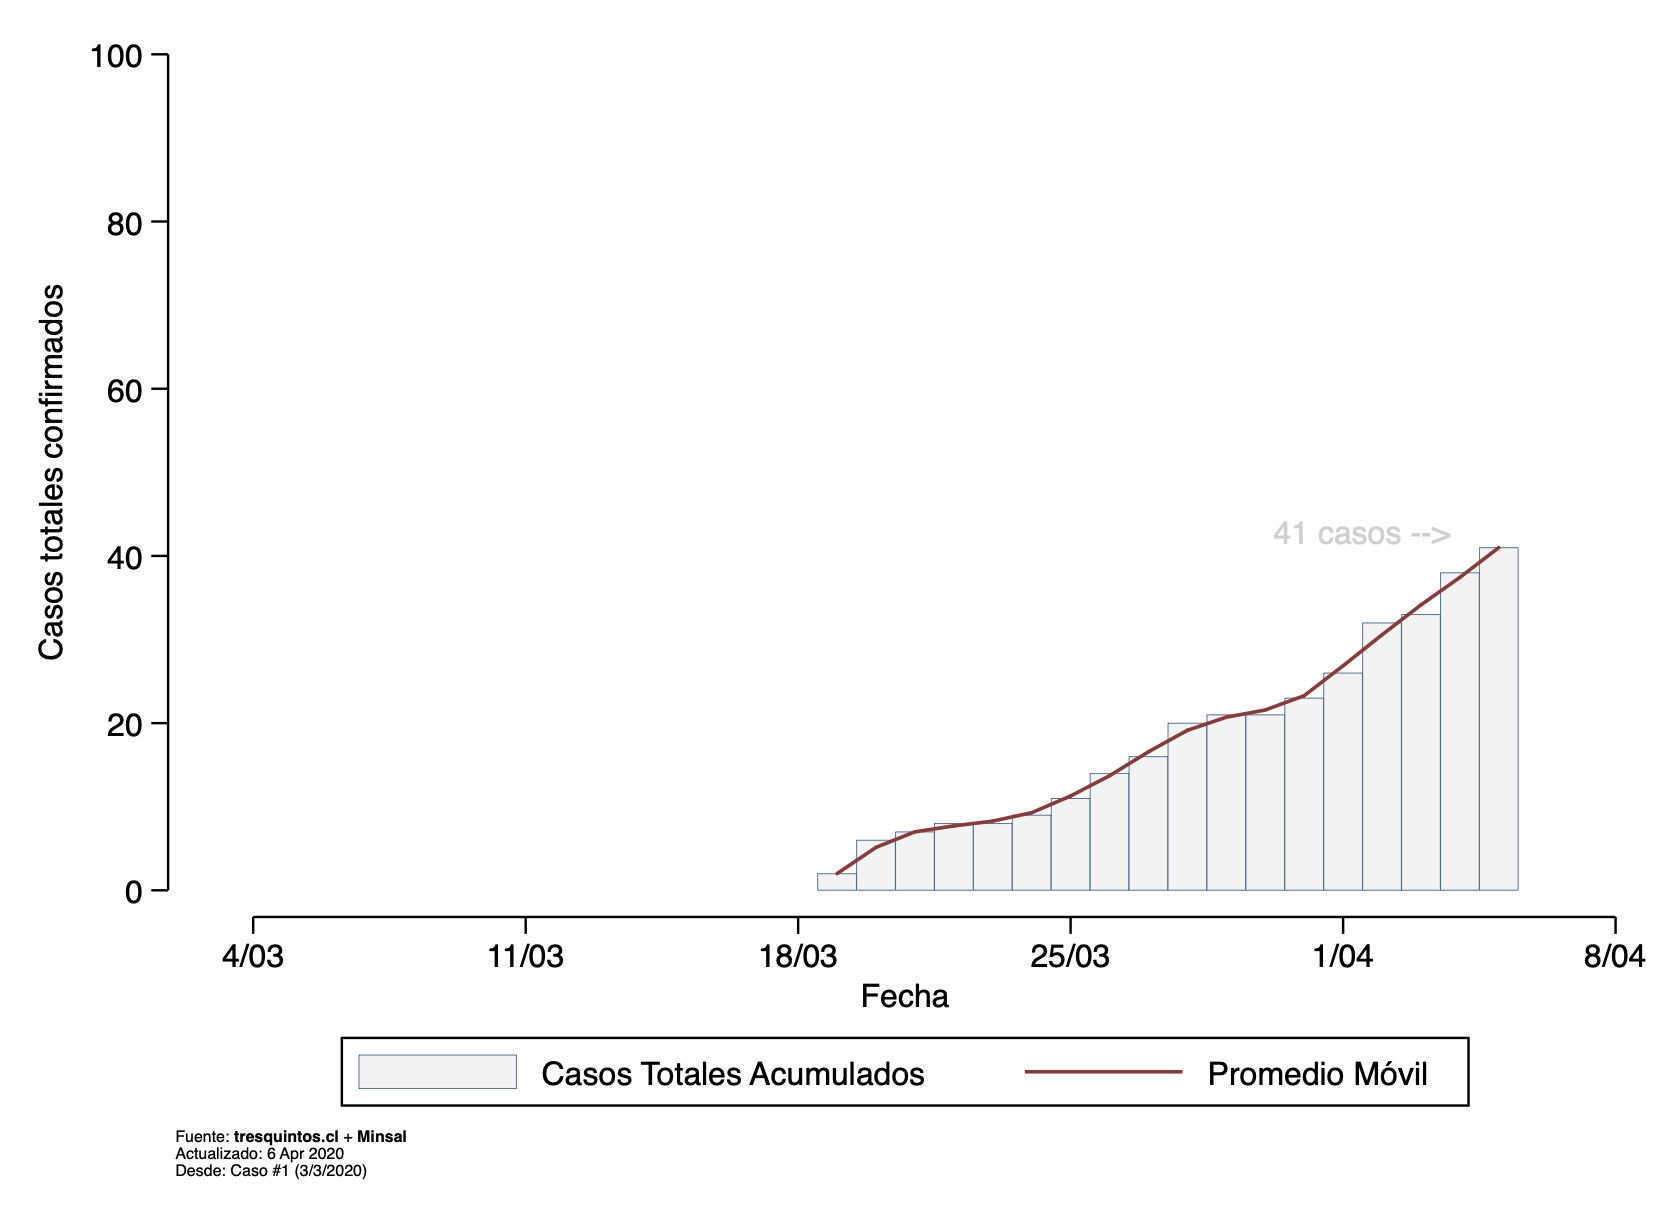 100
80
60
40
20
0
Casos totales confirmados
41 casos -->
4/03 11/03 18/03 25/03 1/04 8/04
Fecha
Casos Totales Acumulados Promedio Móvil
Fuente: tresquintos.cl + Minsal
Actualizado: 6 Apr 2020
Desde: Caso #1 (3/3/2020)